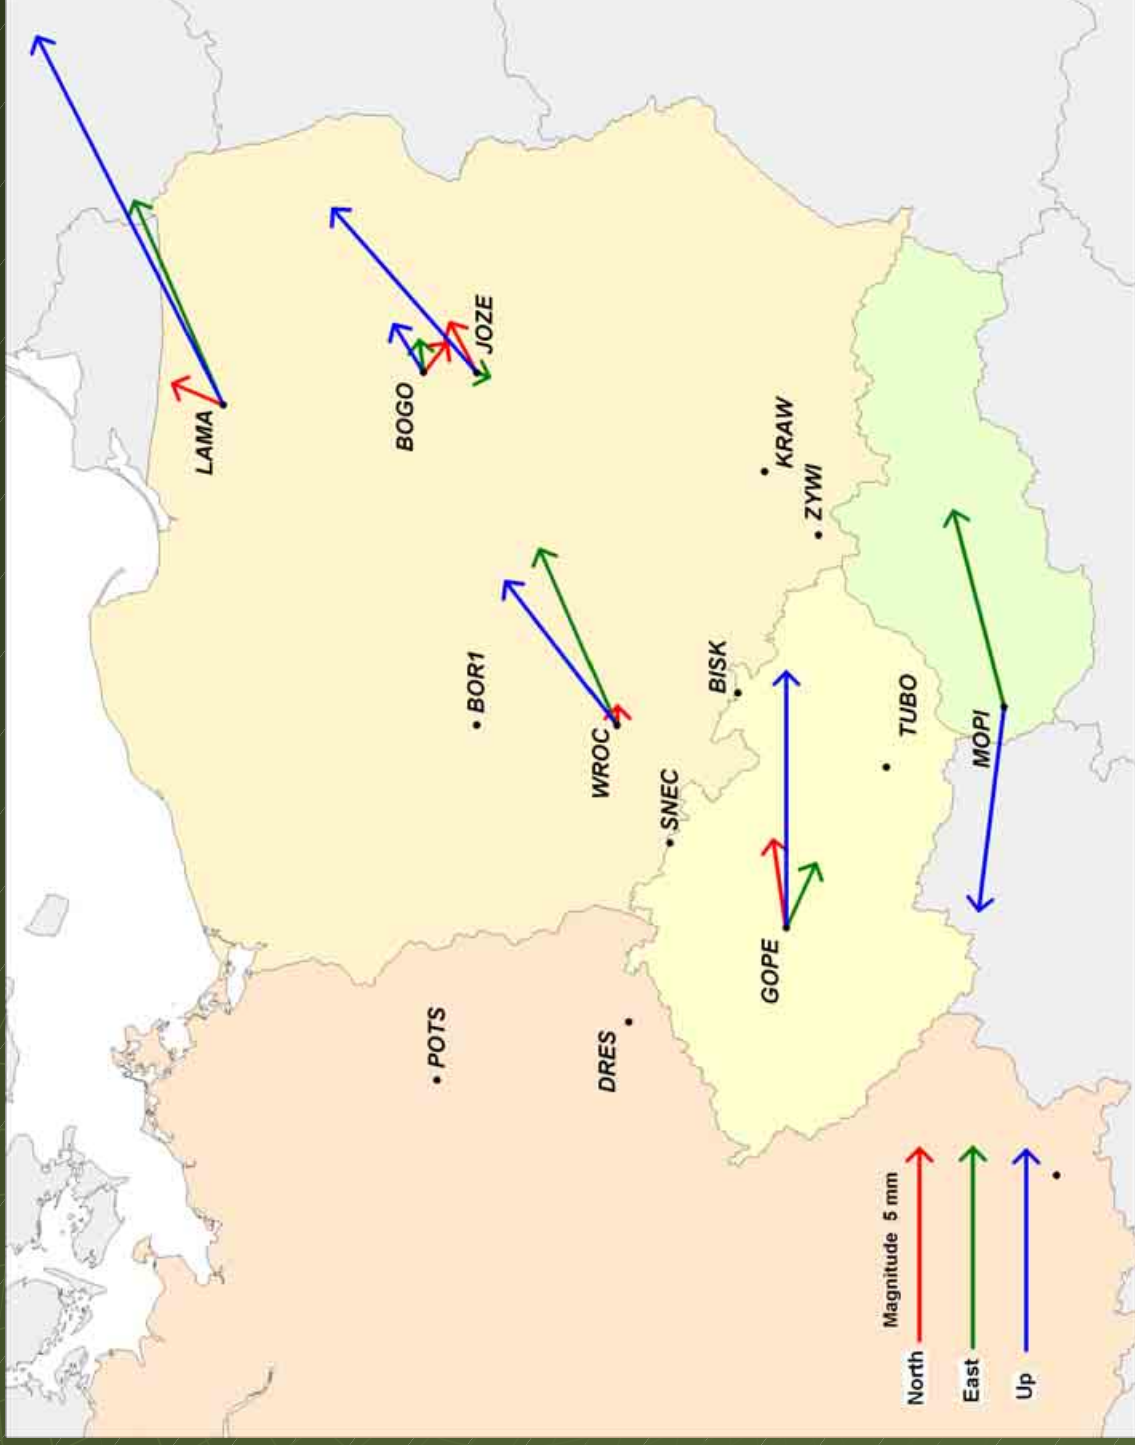 LAMA
BOGO
JOZE
BOR1
WROC
KRAW
ZYWI
BISK
SNEC
TUBO
MOPI
GOPE
POTS
DRES
Magnitude 5 mm
North
East
Up